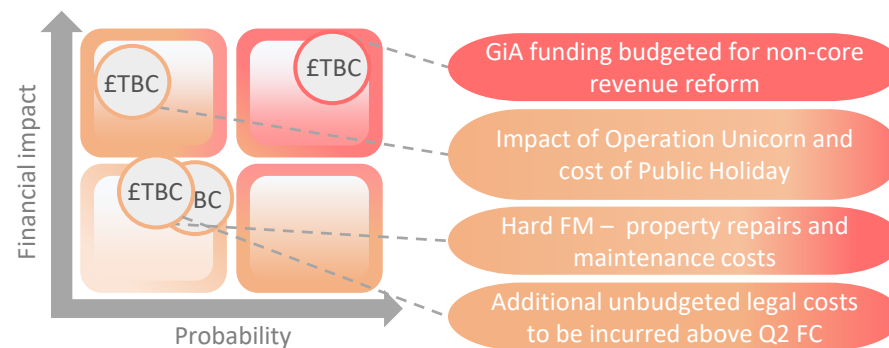 £TBC
£TBC
£TBC
BC
Financial impact
Probability
GiA funding budgeted for non-core
revenue reform
Impact of Operation Unicorn and
cost of Public Holiday
Hard FM – property repairs and
maintenance costs
Additional unbudgeted legal costs
to be incurred above Q2 FC